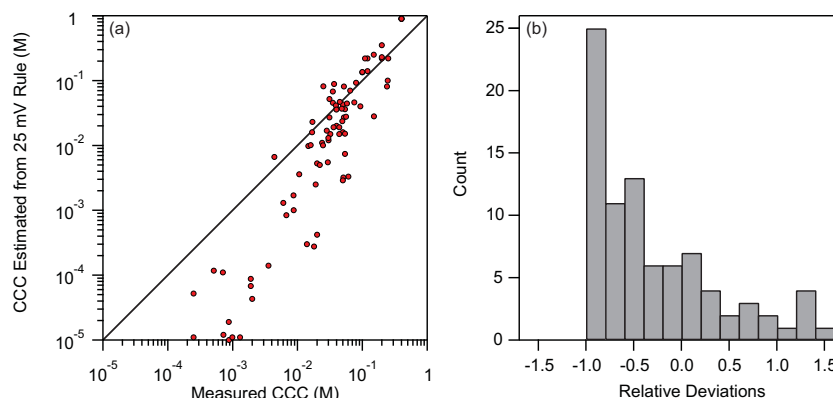 (a)
CCC Estimated from 25 mV Rule (M)
1
10-1
10-2
10-3
10-4
10-5
10-5 10-4 10-3 10-2 10-1 1
Measured CCC (M)
(b)
Count
25
20
15
10
5
0
-1.5 -1.0 -0.5 0.0 0.5 1.0 1.5
Relative Deviations